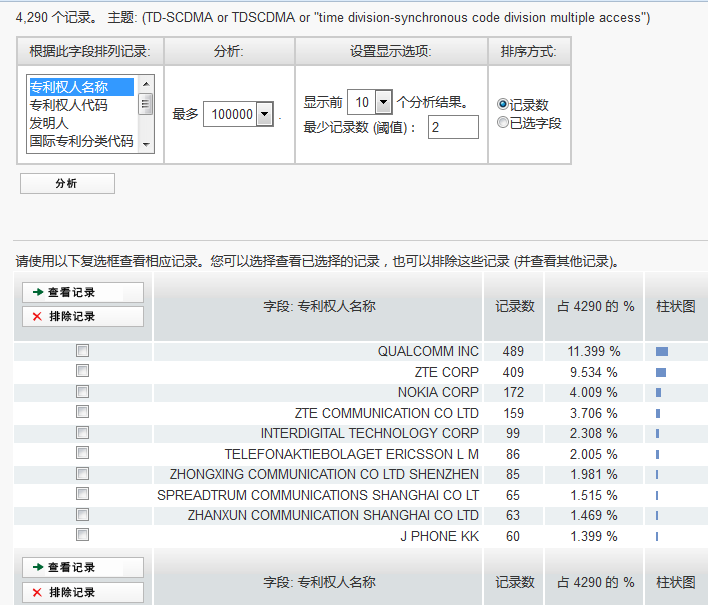 4,290 个记录。 主题: (TD-SCDMA or TDSCDMA or "time division-synchronous code division multiple access")
根据此字段排列记录: 分析: 设置显示选项: 排序方式:
专利权人名称
专利权人代码
发明人
国际专利分类代码
最多 100000 .
显示前 10 个分析结果。
最少记录数 (阈值)： 2
记录数
已选字段
分析
请使用以下复选框查看相应记录。您可以选择查看已选择的记录，也可以排除这些记录 (并查看其他记录)。
查看记录
排除记录
字段: 专利权人名称 记录数 占 4290 的 % 柱状图
QUALCOMM INC 489 11.399 %
ZTE CORP 409 9.534 %
NOKIA CORP 172 4.009 %
ZTE COMMUNICATION CO LTD 159 3.706 %
INTERDIGITAL TECHNOLOGY CORP 99 2.308 %
TELEFONAKTIEBOLAGET ERICSSON L M 86 2.005 %
ZHONGXING COMMUNICATION CO LTD SHENZHEN 85 1.981 %
SPREADTRUM COMMUNICATIONS SHANGHAI CO LT 65 1.515 %
ZHANXUN COMMUNICATION SHANGHAI CO LTD 63 1.469 %
J PHONE KK 60 1.399 %
查看记录
排除记录
字段: 专利权人名称 记录数 占 4290 的 % 柱状图